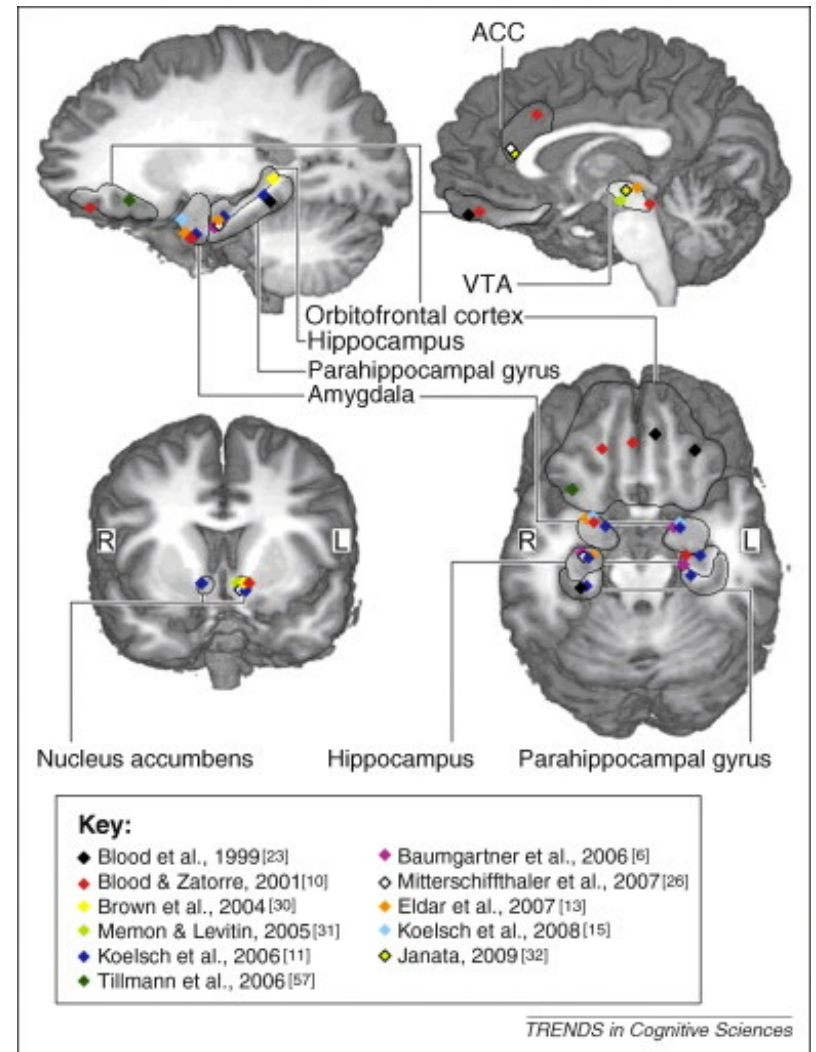 ACC
VTA
Orbitofrontal cortex
Hippocampus
Parahippocampal gyrus
Amygdala
R
L
R
L
Nucleus accumbens
Hippocampus
Parahippocampal gyrus
Key:
Blood et al., 1999 [23]
Blood & Zatorre, 2001 [10]
Brown et al., 2004 [30]
Memon & Levitin, 2005 [31]
Koelsch et al., 2006 [11]
Tillmann et al., 2006 [57]
Baumgartner et al., 2006 [6]
Mitterschiffthaler et al., 2007 [26]
Eldar et al., 2007 [13]
Koelsch et al., 2008 [15]
Janata, 2009 [32]
TRENDS in Cognitive Sciences